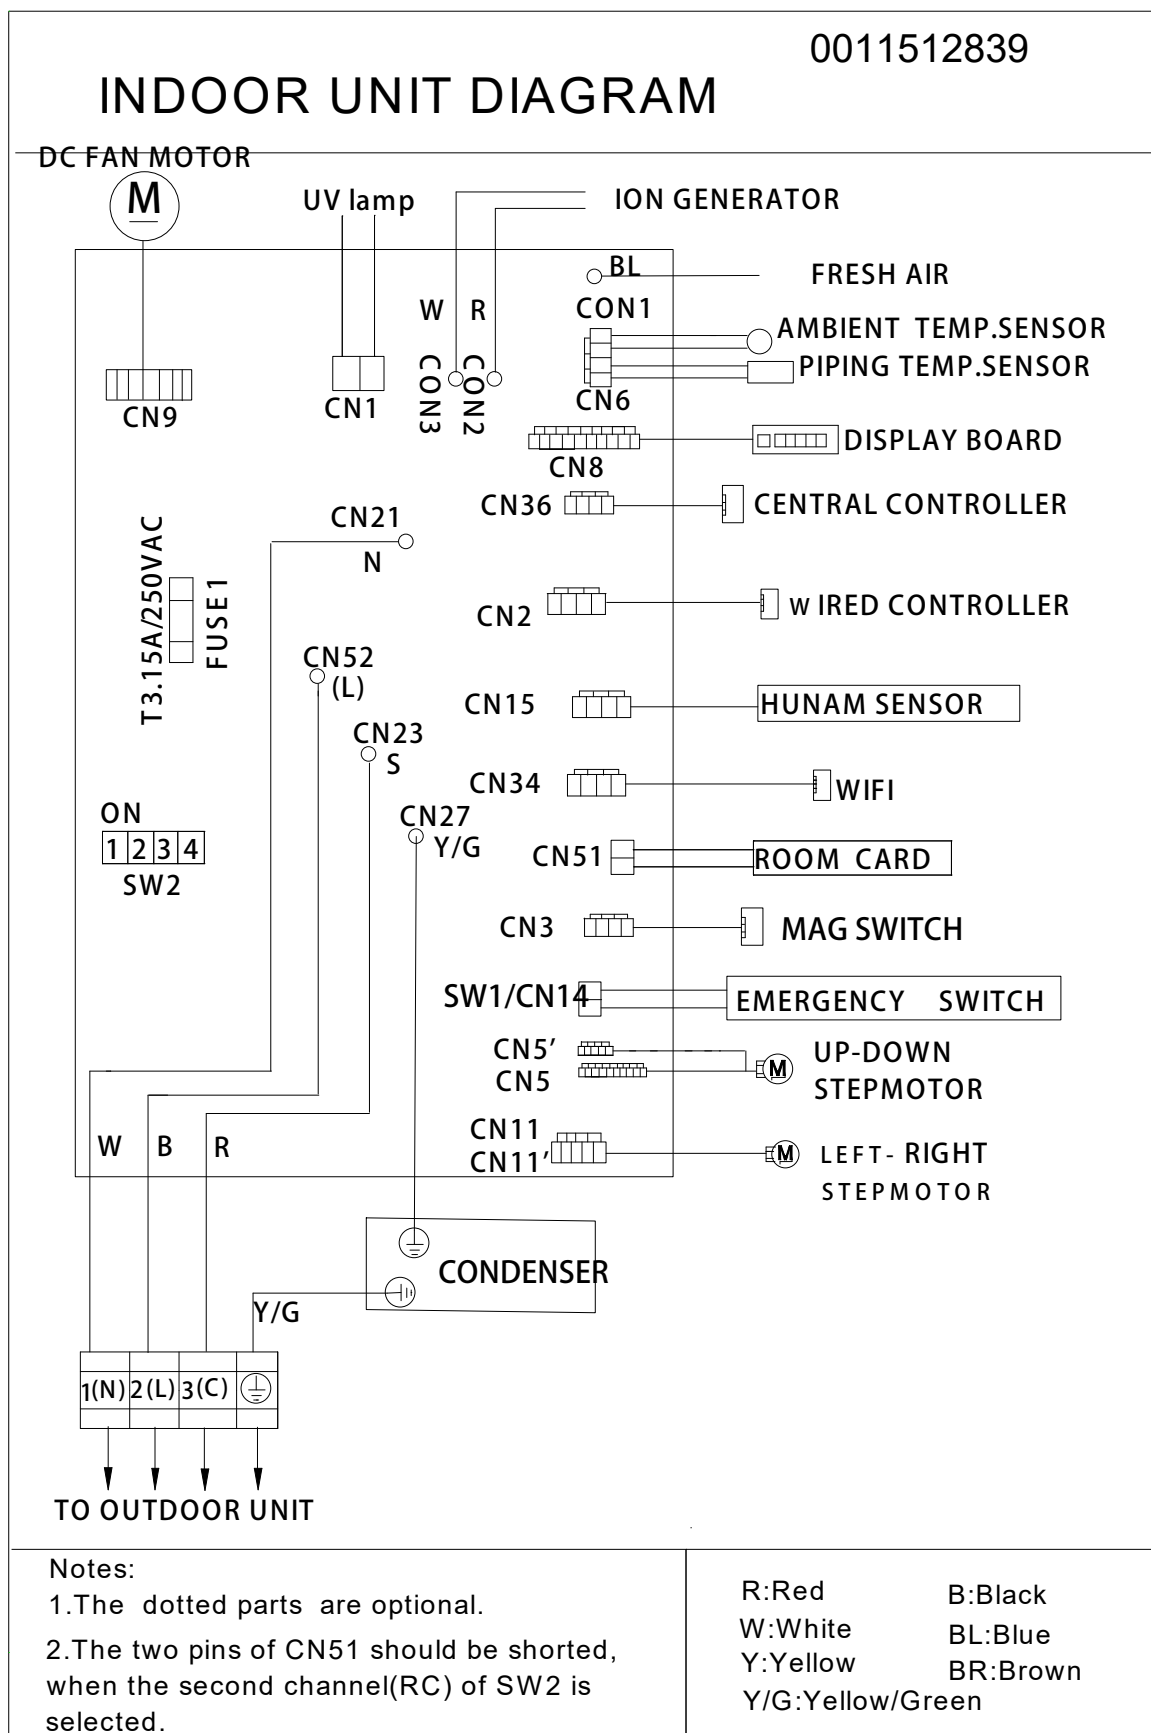 0011512839
INDOOR UNIT DIAGRAM
DC FAN MOTOR
M
UV lamp
ION GENERATOR
BL
FRESH AIR
W R
CON1
AMBIENT TEMP.SENSOR
PIPING TEMP.SENSOR
CON3
CON2
CN9
CN1
CN6
DISPLAY BOARD
CN8
CN36
CENTRAL CONTROLLER
CN21
N
T3.15A/250VAC
FUSE1
CN2
w IRED CONTROLLER
CN52
(L)
CN15
HUNAM SENSOR
CN23
S
CN34
WIFI
CN27
Y/G
ON
1 2 3 4
SW2
CN51
ROOM CARD
CN3
MAG SWITCH
SW1/CN14
EMERGENCY SWITCH
CN5’
CN5
M
UP-DOWN
STEPMOTOR
W B R
CN11
CN11’
M
LEFT- RIGHT
STEPMOTOR
CONDENSER
Y/G
1(N) 2(L) 3(C)
TO OUTDOOR UNIT
Notes:
1.The dotted parts are optional.
2.The two pins of CN51 should be shorted,
when the second channel(RC) of SW2 is
selected.
R:Red B:Black
W:White BL:Blue
Y:Yellow BR:Brown
Y/G:Yellow/Green